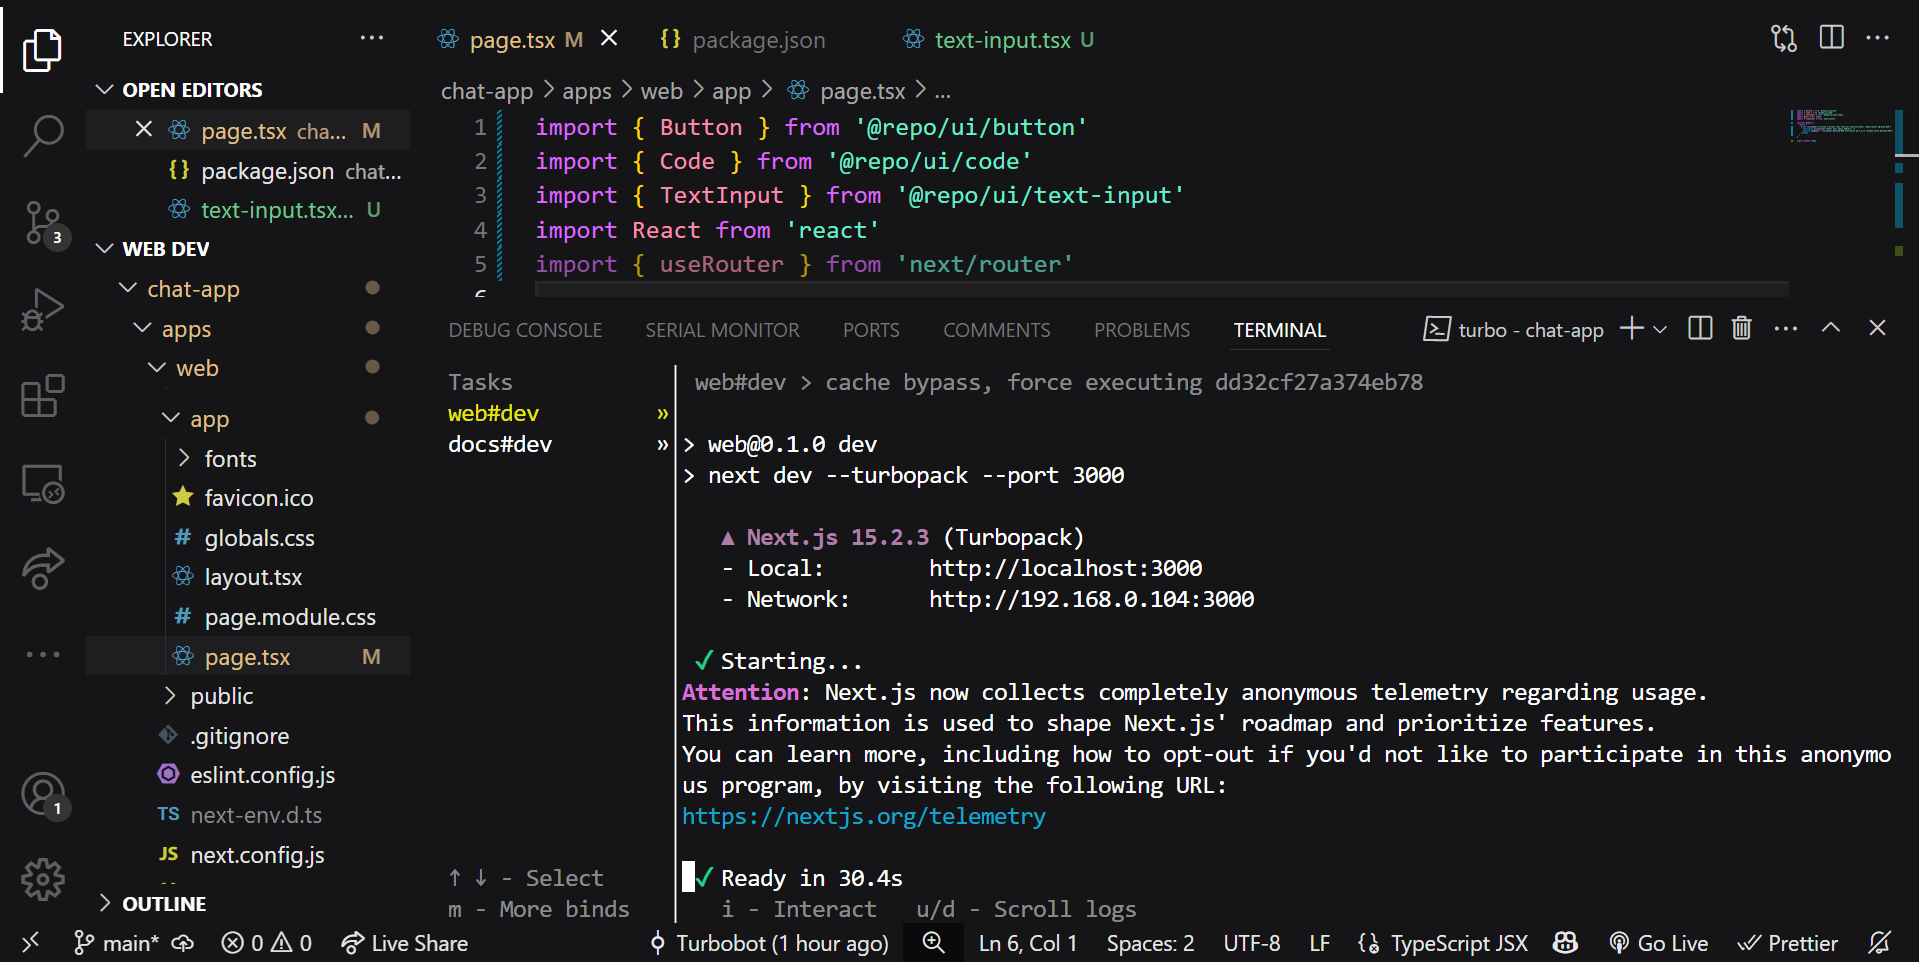 EXPLORER
OPEN EDITORS
page.tsx cha... M
package.json chat...
text-input.tsx... U
WEB DEV
chat-app
apps
web
app
fonts
favicon.ico
# globals.css
layout.tsx
# page.module.css
page.tsx M
public
.gitignore
eslint.config.js
TS next-env.d.ts
JS next.config.js
OUTLINE
3
1
page.tsx M
{} package.json
text-input.tsx U
chat-app > apps > web > app > page.tsx > ...
1 import { Button } from '@repo/ui/button'
2 import { Code } from '@repo/ui/code'
3 import { TextInput } from '@repo/ui/text-input'
4 import React from 'react'
5 import { useRouter } from 'next/router'
6
DEBUG CONSOLE SERIAL MONITOR PORTS COMMENTS PROBLEMS TERMINAL turbo - chat-app
Tasks
web#dev »
docs#dev »
↑ ↓ - Select
m - More binds
web#dev > cache bypass, force executing dd32cf27a374eb78
> web@0.1.0 dev
> next dev --turbopack --port 3000
▲ Next.js 15.2.3 (Turbopack)
- Local: http://localhost:3000
- Network: http://192.168.0.104:3000
✓ Starting...
Attention: Next.js now collects completely anonymous telemetry regarding usage.
This information is used to shape Next.js' roadmap and prioritize features.
You can learn more, including how to opt-out if you'd not like to participate in this anonymo
us program, by visiting the following URL:
https://nextjs.org/telemetry
✓ Ready in 30.4s
i - Interact u/d - Scroll logs
main* 0 0 Live Share Turbobot (1 hour ago) Ln 6, Col 1 Spaces: 2 UTF-8 LF TypeScript JSX Go Live Prettier